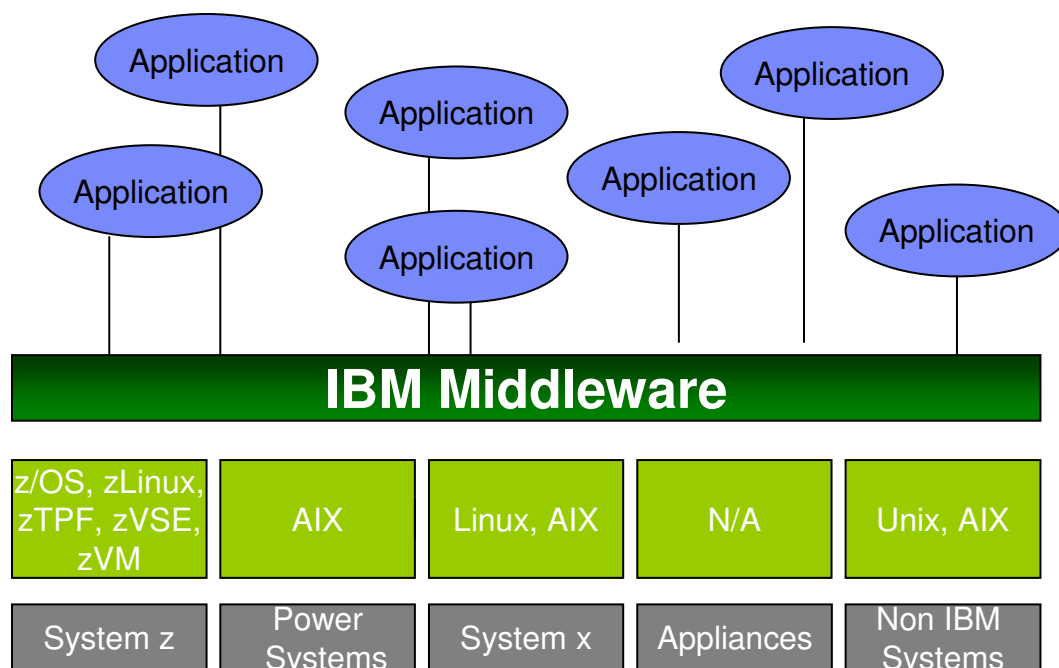 Application
Application
Application
Application
Application
Application
Application
Application
IBM Middleware
z/OS, zLinux,
zTPF, zVSE,
zVM
AIX
Linux, AIX
N/A
Unix, AIX
System z
Power
Systems
System x
Appliances
Non IBM
Systems